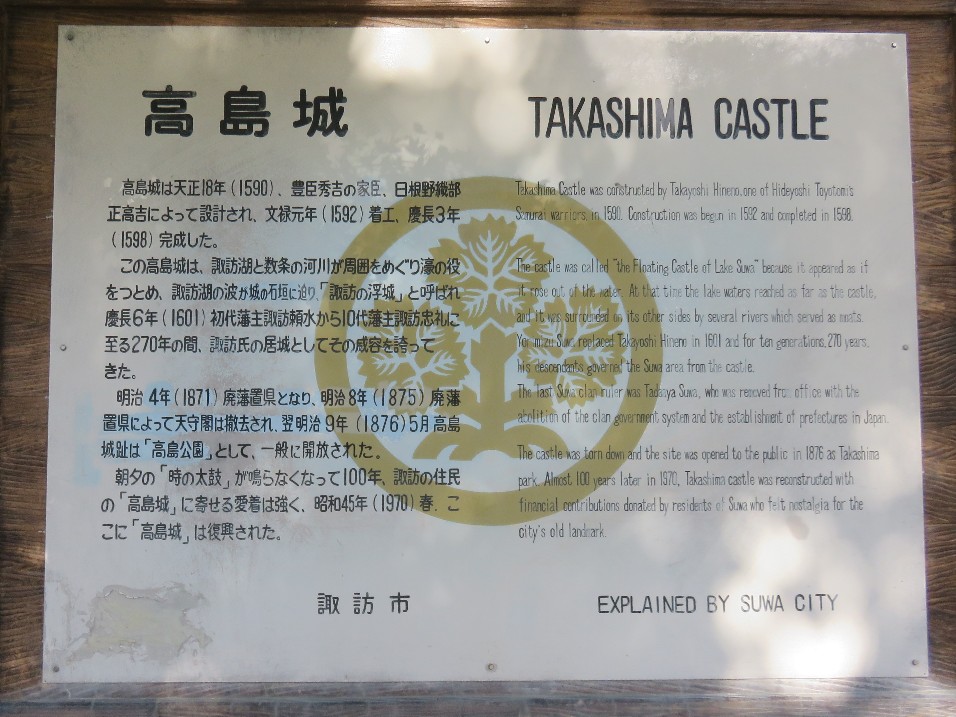 高島城
高島城は天正18年(1590)、豊臣秀吉の家臣、日根野織部
正高吉によって設計され、文禄元年(1592)着工、慶長3年
(1598)完成した。
この高島城は、諏訪湖と数条の河川が周囲をめぐり濠の役
をつとめ、諏訪湖の波が城の石垣に迫り、「諏訪の浮城」と呼ばれ
慶長6年(1601)初代藩主諏訪頼水から10代藩主諏訪忠礼に
至る270年の間、諏訪氏の居城としてその威容を誇って
きた。
明治4年(1871)廃藩置県となり、明治8年(1875)廃藩
置県によって天守閣は撤去され、翌明治9年(1876)5月高島
城趾は「高島公園」として、一般に開放された。
朝夕の「時の太鼓」が鳴らなくなって100年、諏訪の住民
の「高島城」に寄せる愛着は強く、昭和45年(1970)春、こ
こに「高島城」は復興された。
諏訪市
TAKASHIMA CASTLE
Takashima Castle was constructed by Takayoshi Hineno, one of Hideyoshi Toyotomi's
Samurai warriors, in 1590. Construction was begun in 1592 and completed in 1598.
The castle was called "the Floating Castle of Lake Suwa" because it appeared as if
it rose out of the water. At that time the lake waters reached as far as the castle,
and it was surrounded on its other sides by several rivers which served as moats.
Yorimizu Suwa replaced Takayoshi Hineno in 1601 and for ten generations, 270 years,
his descendants governed the Suwa area from the castle.
The last Suwa clan ruler was Tadaya Suwa, who was removed from office with the
abolition of the clan government system and the establishment of prefectures in Japan.
The castle was torn down and the site was opened to the public in 1876 as Takashima
park. Almost 100 years later in 1970, Takashima castle was reconstructed with
financial contributions donated by residents of Suwa who felt nostalgia for the
city's old landmark.
EXPLAINED BY SUWA CITY